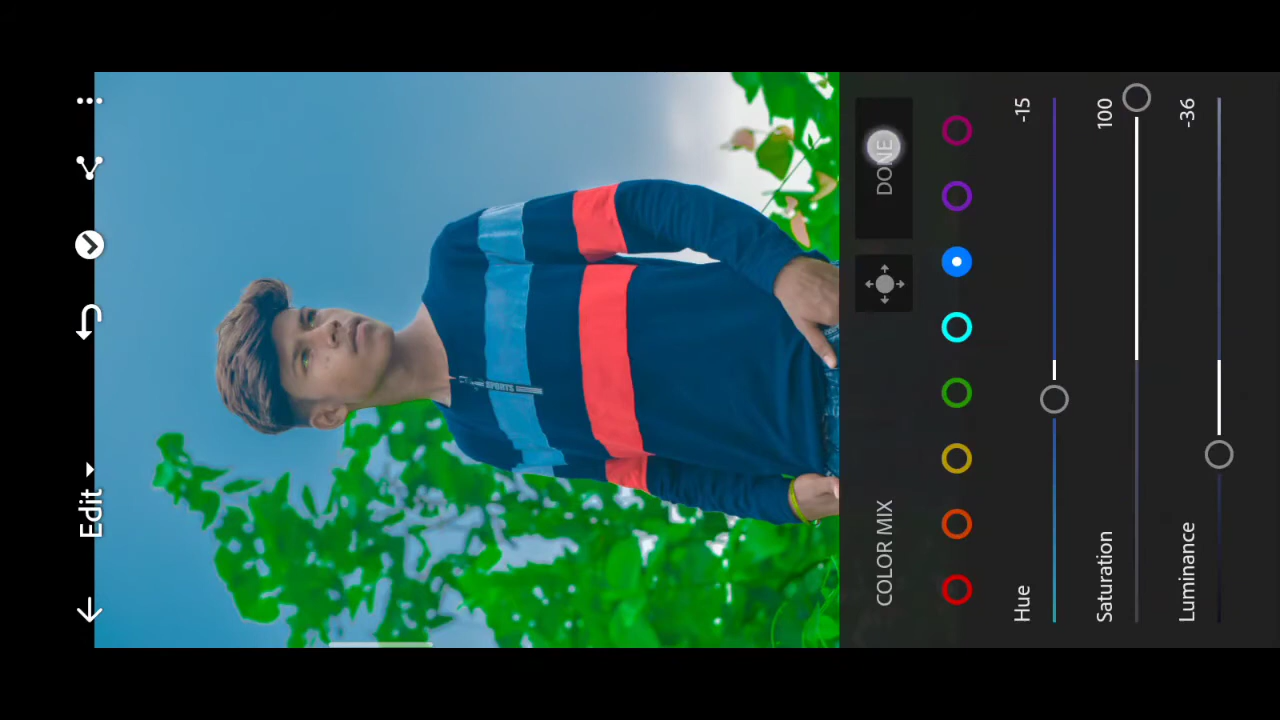 Edit
SPORTS
COLOR MIX
DONE
Hue
-15
Saturation
100
Luminance
-36